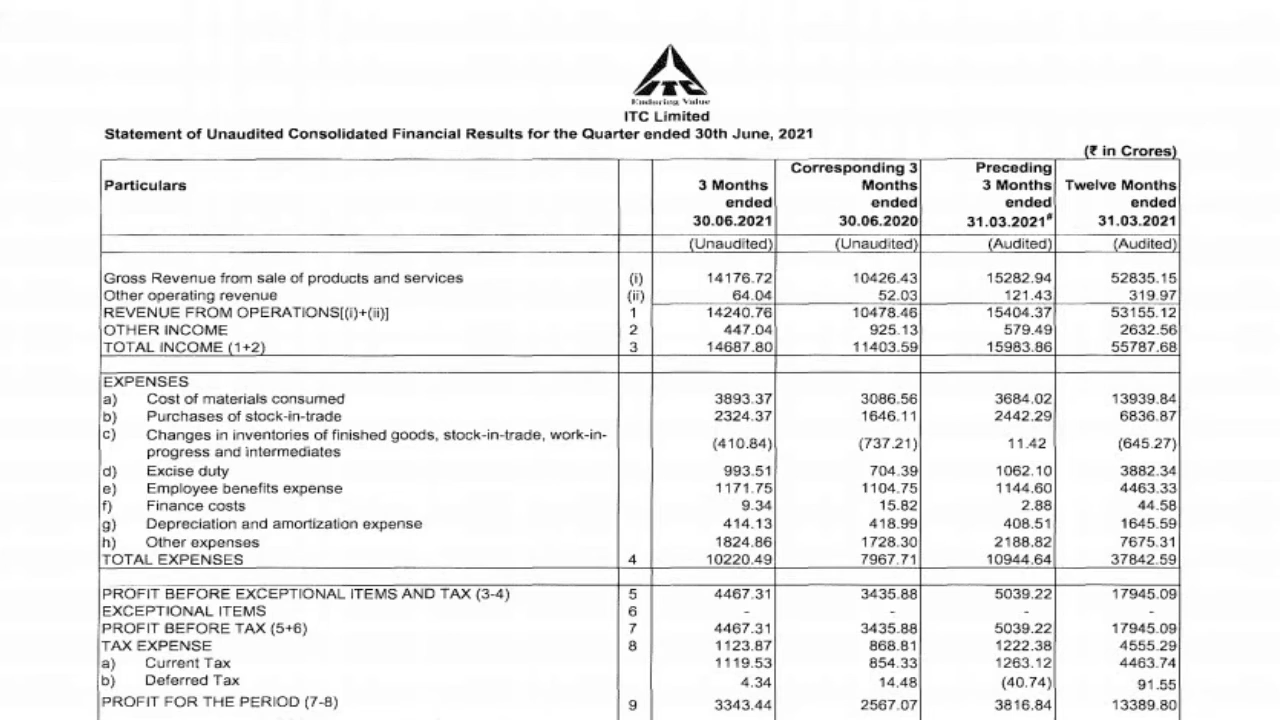 ITC
Enduring Value
ITC Limited
Statement of Unaudited Consolidated Financial Results for the Quarter ended 30th June, 2021
(₹ in Crores)
Particulars 3 Months ended 30.06.2021 Corresponding 3 Months ended 30.06.2020 Preceding 3 Months ended 31.03.2021# Twelve Months ended 31.03.2021
(Unaudited) (Unaudited) (Audited) (Audited)
Gross Revenue from sale of products and services (i) 14176.72 10426.43 15282.94 52835.15
Other operating revenue (ii) 64.04 52.03 121.43 319.97
REVENUE FROM OPERATIONS[(i)+(ii)] 1 14240.76 10478.46 15404.37 53155.12
OTHER INCOME 2 447.04 925.13 579.49 2632.56
TOTAL INCOME (1+2) 3 14687.80 11403.59 15983.86 55787.68
EXPENSES
a) Cost of materials consumed 3893.37 3086.56 3684.02 13939.84
b) Purchases of stock-in-trade 2324.37 1646.11 2442.29 6836.87
c) Changes in inventories of finished goods, stock-in-trade, work-in-
progress and intermediates (410.84) (737.21) 11.42 (645.27)
d) Excise duty 993.51 704.39 1062.10 3882.34
e) Employee benefits expense 1171.75 1104.75 1144.60 4463.33
f) Finance costs 9.34 15.82 2.88 44.58
g) Depreciation and amortization expense 414.13 418.99 408.51 1645.59
h) Other expenses 1824.86 1728.30 2188.82 7675.31
TOTAL EXPENSES 4 10220.49 7967.71 10944.64 37842.59
PROFIT BEFORE EXCEPTIONAL ITEMS AND TAX (3-4) 5 4467.31 3435.88 5039.22 17945.09
EXCEPTIONAL ITEMS 6 - - - -
PROFIT BEFORE TAX (5+6) 7 4467.31 3435.88 5039.22 17945.09
TAX EXPENSE 8 1123.87 868.81 1222.38 4555.29
a) Current Tax 1119.53 854.33 1263.12 4463.74
b) Deferred Tax 4.34 14.48 (40.74) 91.55
PROFIT FOR THE PERIOD (7-8) 9 3343.44 2567.07 3816.84 13389.80